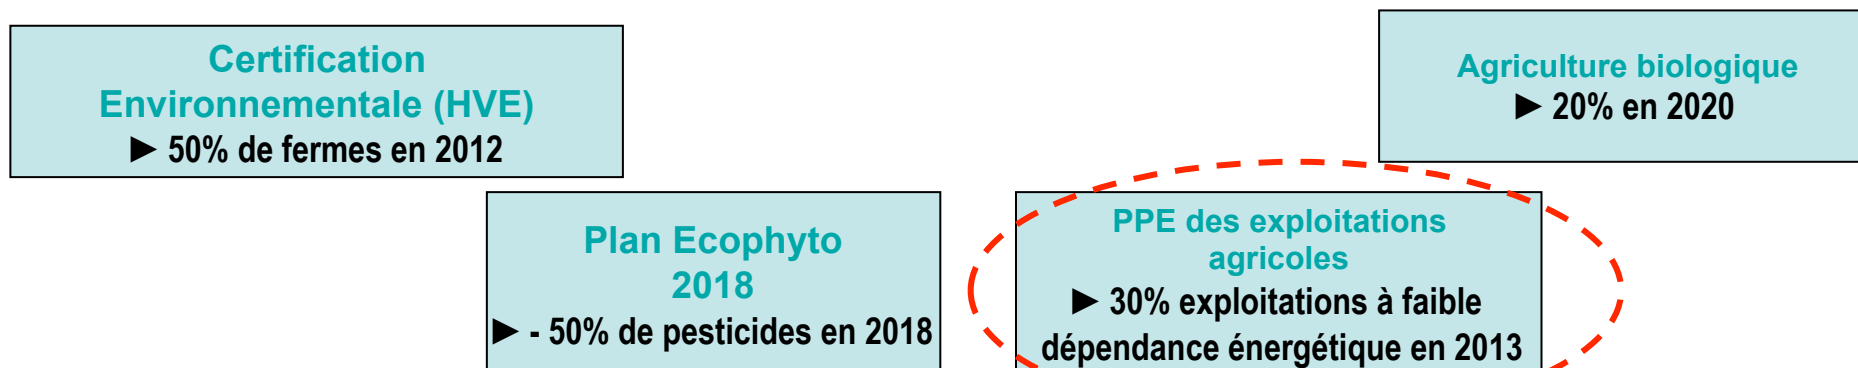 Certification
Environnementale (HVE)
► 50% de fermes en 2012
Agriculture biologique
► 20% en 2020
Plan Ecophyto
2018
► - 50% de pesticides en 2018
PPE des exploitations
agricoles
► 30% exploitations à faible
dépendance énergétique en 2013